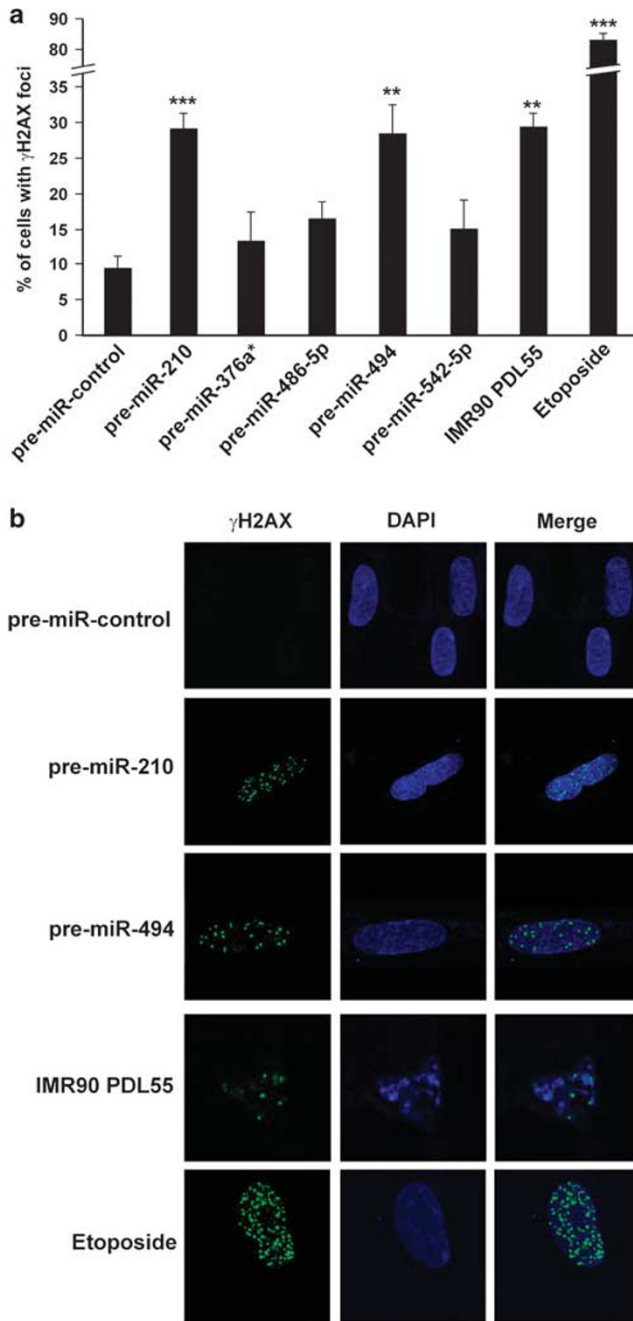 a
% of cells with γH2AX foci
90
80
35
30
25
20
15
10
5
0
***
**
**
***
pre-miR-control
pre-miR-210
pre-miR-376a*
pre-miR-486-5p
pre-miR-494
pre-miR-542-5p
IMR90 PDL55
Etoposide
b
γH2AX DAPI Merge
pre-miR-control
pre-miR-210
pre-miR-494
IMR90 PDL55
Etoposide